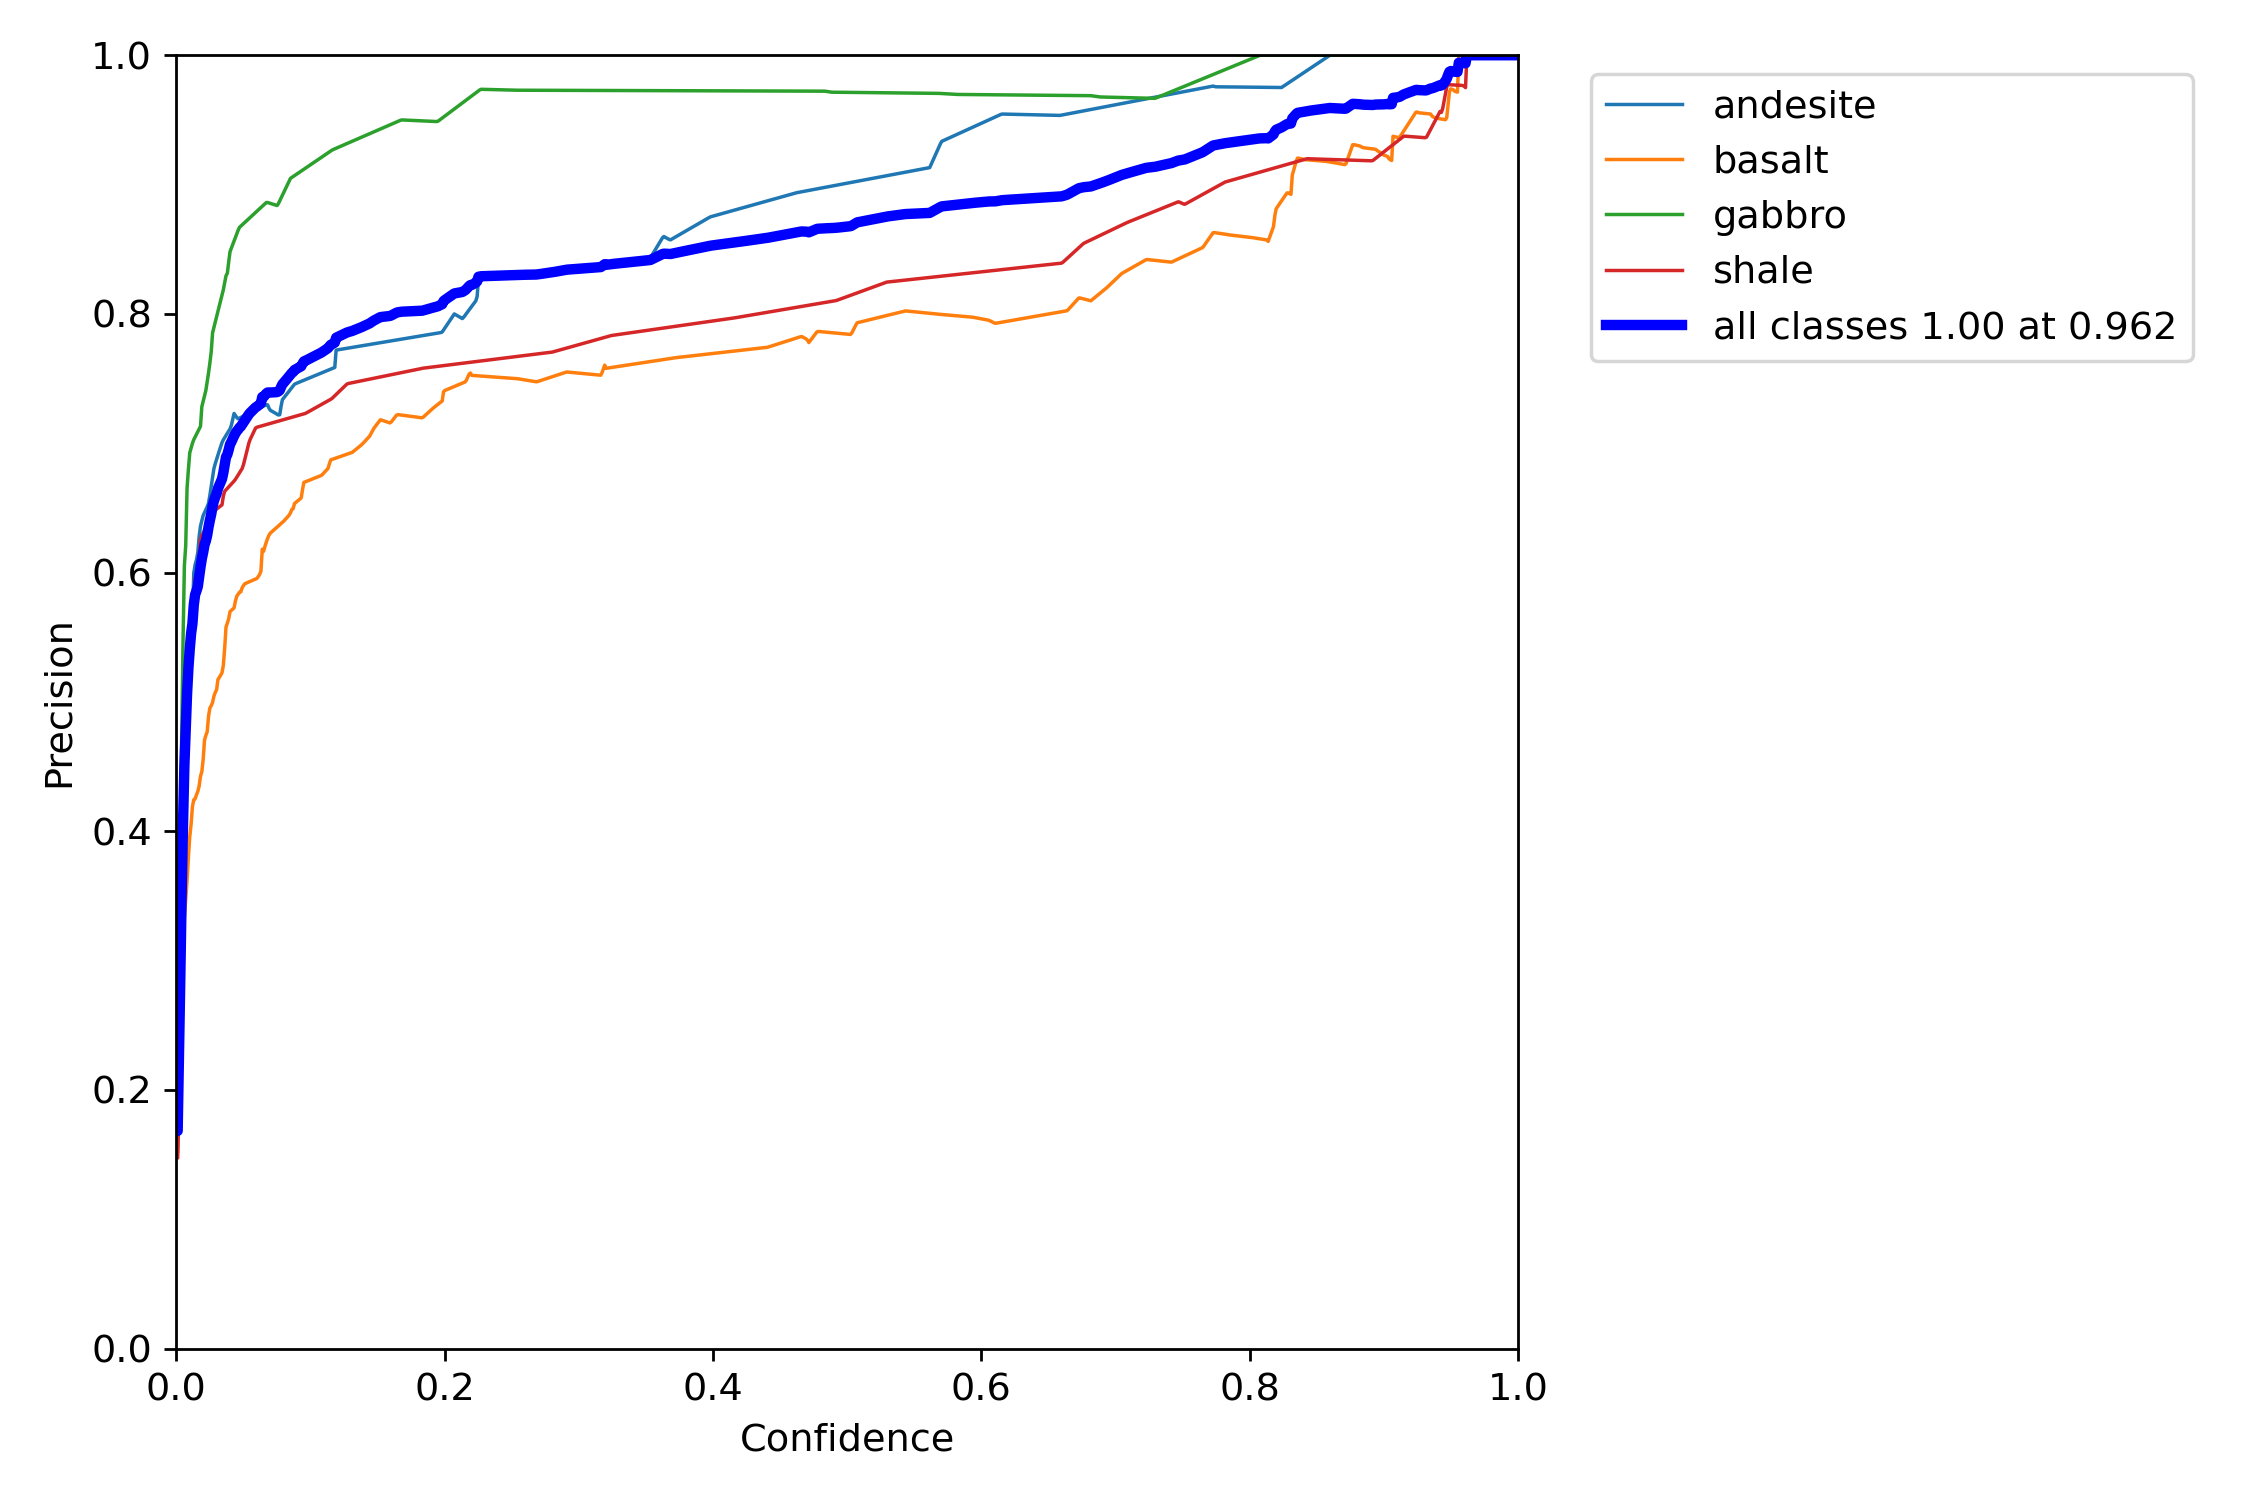 1.0
0.8
0.6
0.4
0.2
0.0
Precision
0.0 0.2 0.4 0.6 0.8 1.0
Confidence
andesite
basalt
gabbro
shale
all classes 1.00 at 0.962